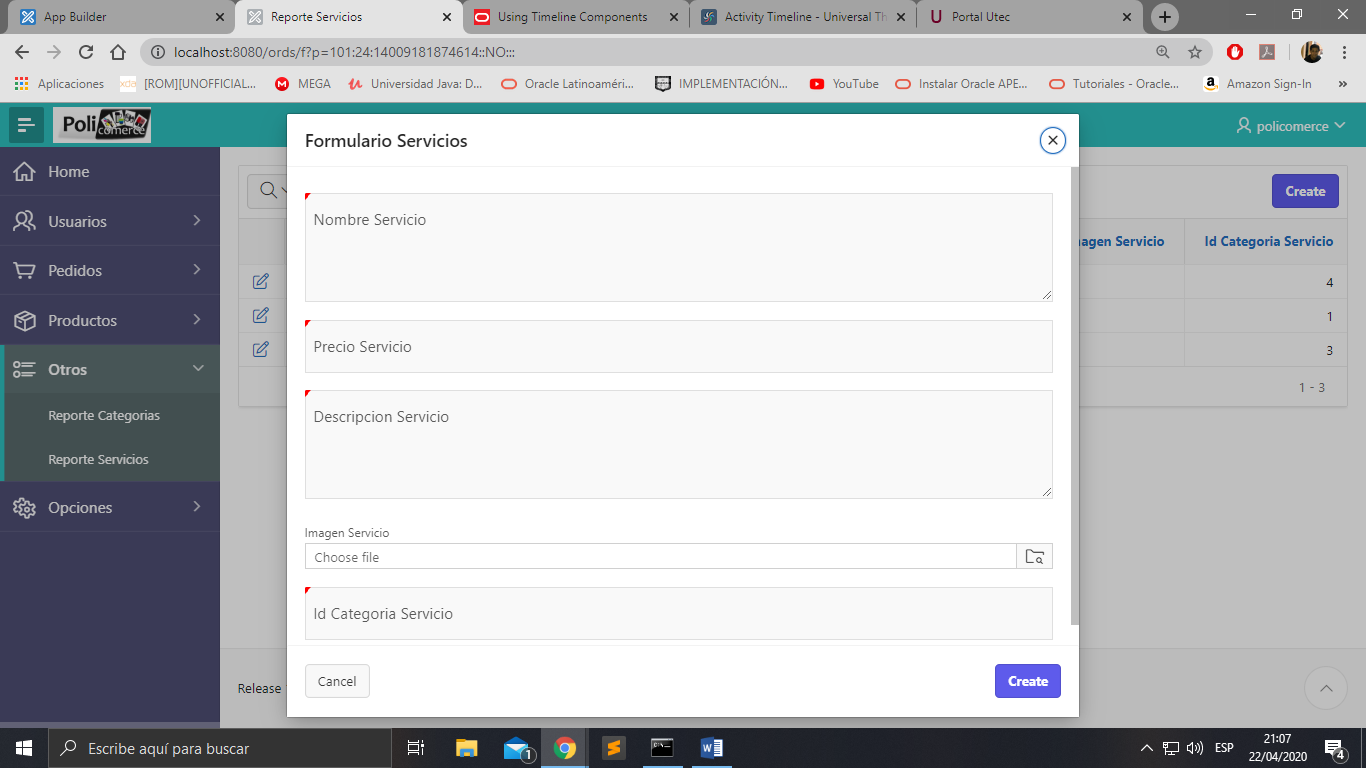 App Builder
Reporte Servicios
Using Timeline Components
Activity Timeline - Universal Th
Portal Utec
localhost:8080/ords/f?p=101:24:14009181874614::NO:::
Aplicaciones
[ROM][UNOFFICIAL...
MEGA
Universidad Java: D...
Oracle Latinoaméri...
IMPLEMENTACIÓN...
YouTube
Instalar Oracle APE...
Tutoriales - Oracle...
Amazon Sign-In
Poli comerce
policomerce
Home
Usuarios
Pedidos
Productos
Otros
Reporte Categorias
Reporte Servicios
Opciones
Formulario Servicios
Nombre Servicio
Precio Servicio
Descripcion Servicio
Imagen Servicio
Choose file
Id Categoria Servicio
Cancel
Create
Create
magen Servicio
Id Categoria Servicio
4
1
3
1 - 3
Release
Escribe aquí para buscar
1
ESP
21:07
22/04/2020
4